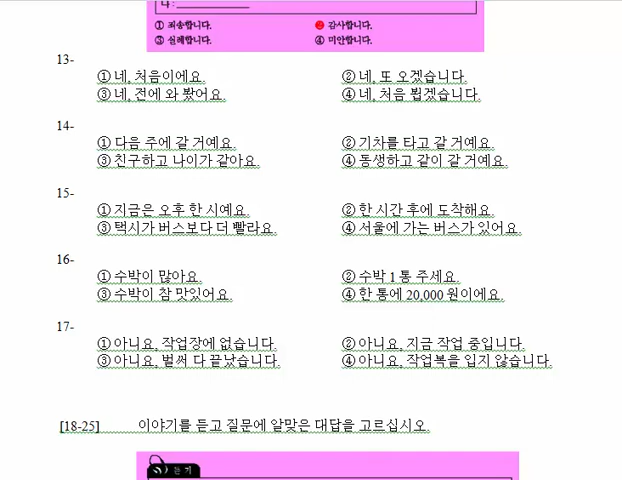 나 :
① 죄송합니다. 감사합니다.
③ 실례합니다. ④ 미안합니다.
13-
① 네, 처음이에요. ② 네, 또 오겠습니다.
③ 네, 전에 와 봤어요. ④ 네, 처음 뵙겠습니다.
14-
① 다음 주에 갈 거예요. ② 기차를 타고 갈 거예요.
③ 친구하고 나이가 같아요. ④ 동생하고 같이 갈 거예요.
15-
① 지금은 오후 한 시예요. ② 한 시간 후에 도착해요.
③ 택시가 버스보다 더 빨라요. ④ 서울에 가는 버스가 있어요.
16-
① 수박이 많아요. ② 수박 1 통 주세요.
③ 수박이 참 맛있어요. ④ 한 통에 20,000 원이에요.
17-
① 아니요, 작업장에 없습니다. ② 아니요, 지금 작업 중입니다.
③ 아니요, 벌써 다 끝났습니다. ④ 아니요, 작업복을 입지 않습니다.
[18-25] 이야기를 듣고 질문에 알맞은 대답을 고르십시오.
듣기